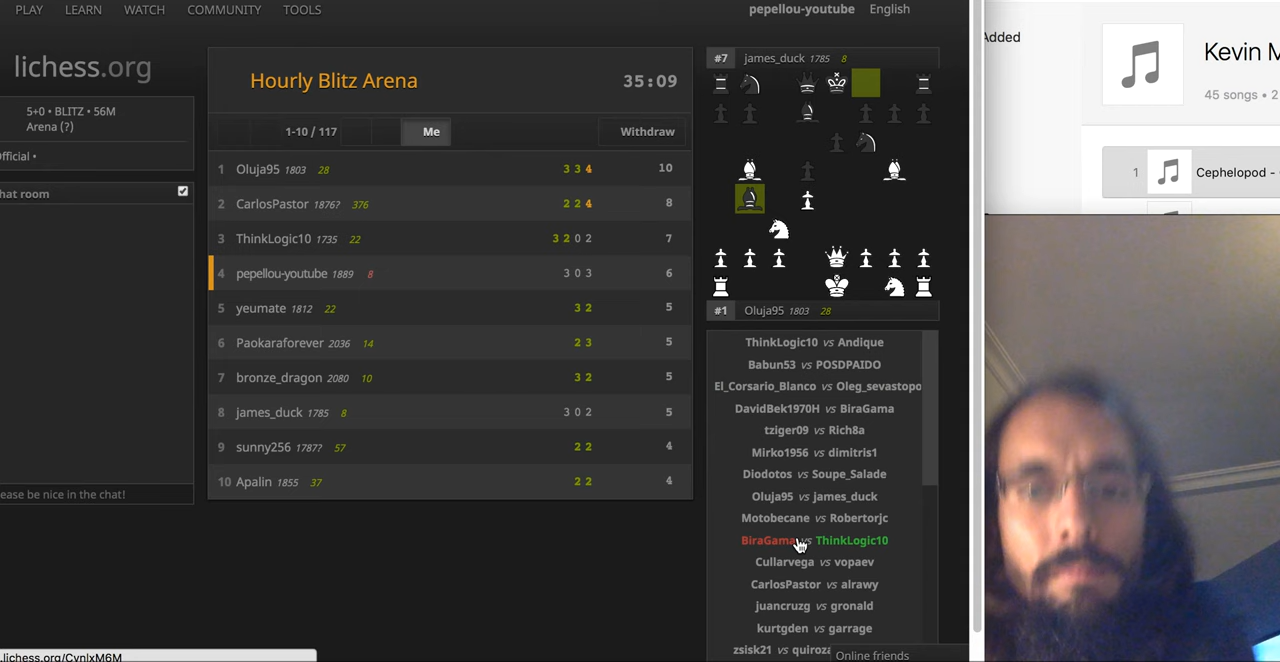 PLAY LEARN WATCH COMMUNITY TOOLS pepellou-youtube English
lichess.org
5+0 • BLITZ • 56M
Arena (?)
fficial •
hat room
ease be nice in the chat!
Hourly Blitz Arena 35:09
1-10 / 117 Me Withdraw
1 Oluja95 1803 28 3 3 4 10
2 CarlosPastor 1876? 376 2 2 4 8
3 ThinkLogic10 1735 22 3 2 0 2 7
4 pepellou-youtube 1889 8 3 0 3 6
5 yeumate 1812 22 3 2 5
6 Paokaraforever 2036 14 2 3 5
7 bronze_dragon 2080 10 3 2 5
8 james_duck 1785 8 3 0 2 5
9 sunny256 1787? 57 2 2 4
10 Apalin 1855 37 2 2 4
#7 james_duck 1785 8
#1 Oluja95 1803 28
ThinkLogic10 vs Andique
Babun53 vs POSDPAIDO
El_Corsario_Blanco vs Oleg_sevastopo
DavidBek1970H vs BiraGama
tziger09 vs Rich8a
Mirko1956 vs dimitris1
Diodotos vs Soupe_Salade
Oluja95 vs james_duck
Motobecane vs Robertorjc
BiraGama vs ThinkLogic10
Cullarvega vs vopaev
CarlosPastor vs alrawy
juancruzg vs gronald
kurtgden vs garrage
zsisk21 vs quiroza
Online friends
.lichess.org/CynlxM6M
Added
Kevin M
45 songs • 2
1 Cephelopod -